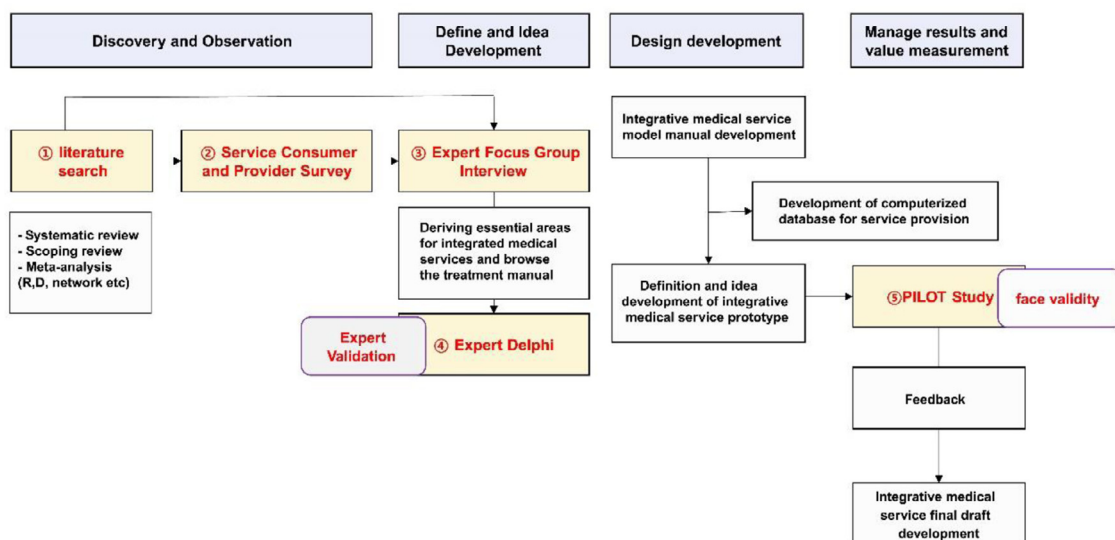 Discovery and Observation
Define and Idea
Development
Design development
Manage results and
value measurement
① literature
search
② Service Consumer
and Provider Survey
③ Expert Focus Group
Interview
- Systematic review
- Scoping review
- Meta-analysis
(R,D, network etc)
Deriving essential areas
for integrated medical
services and browse
the treatment manual
Expert
Validation
④ Expert Delphi
Integrative medical service
model manual development
Development of computerized
database for service provision
Definition and idea
development of integrative
medical service prototype
⑤PILOT Study
face validity
Feedback
Integrative medical
service final draft
development